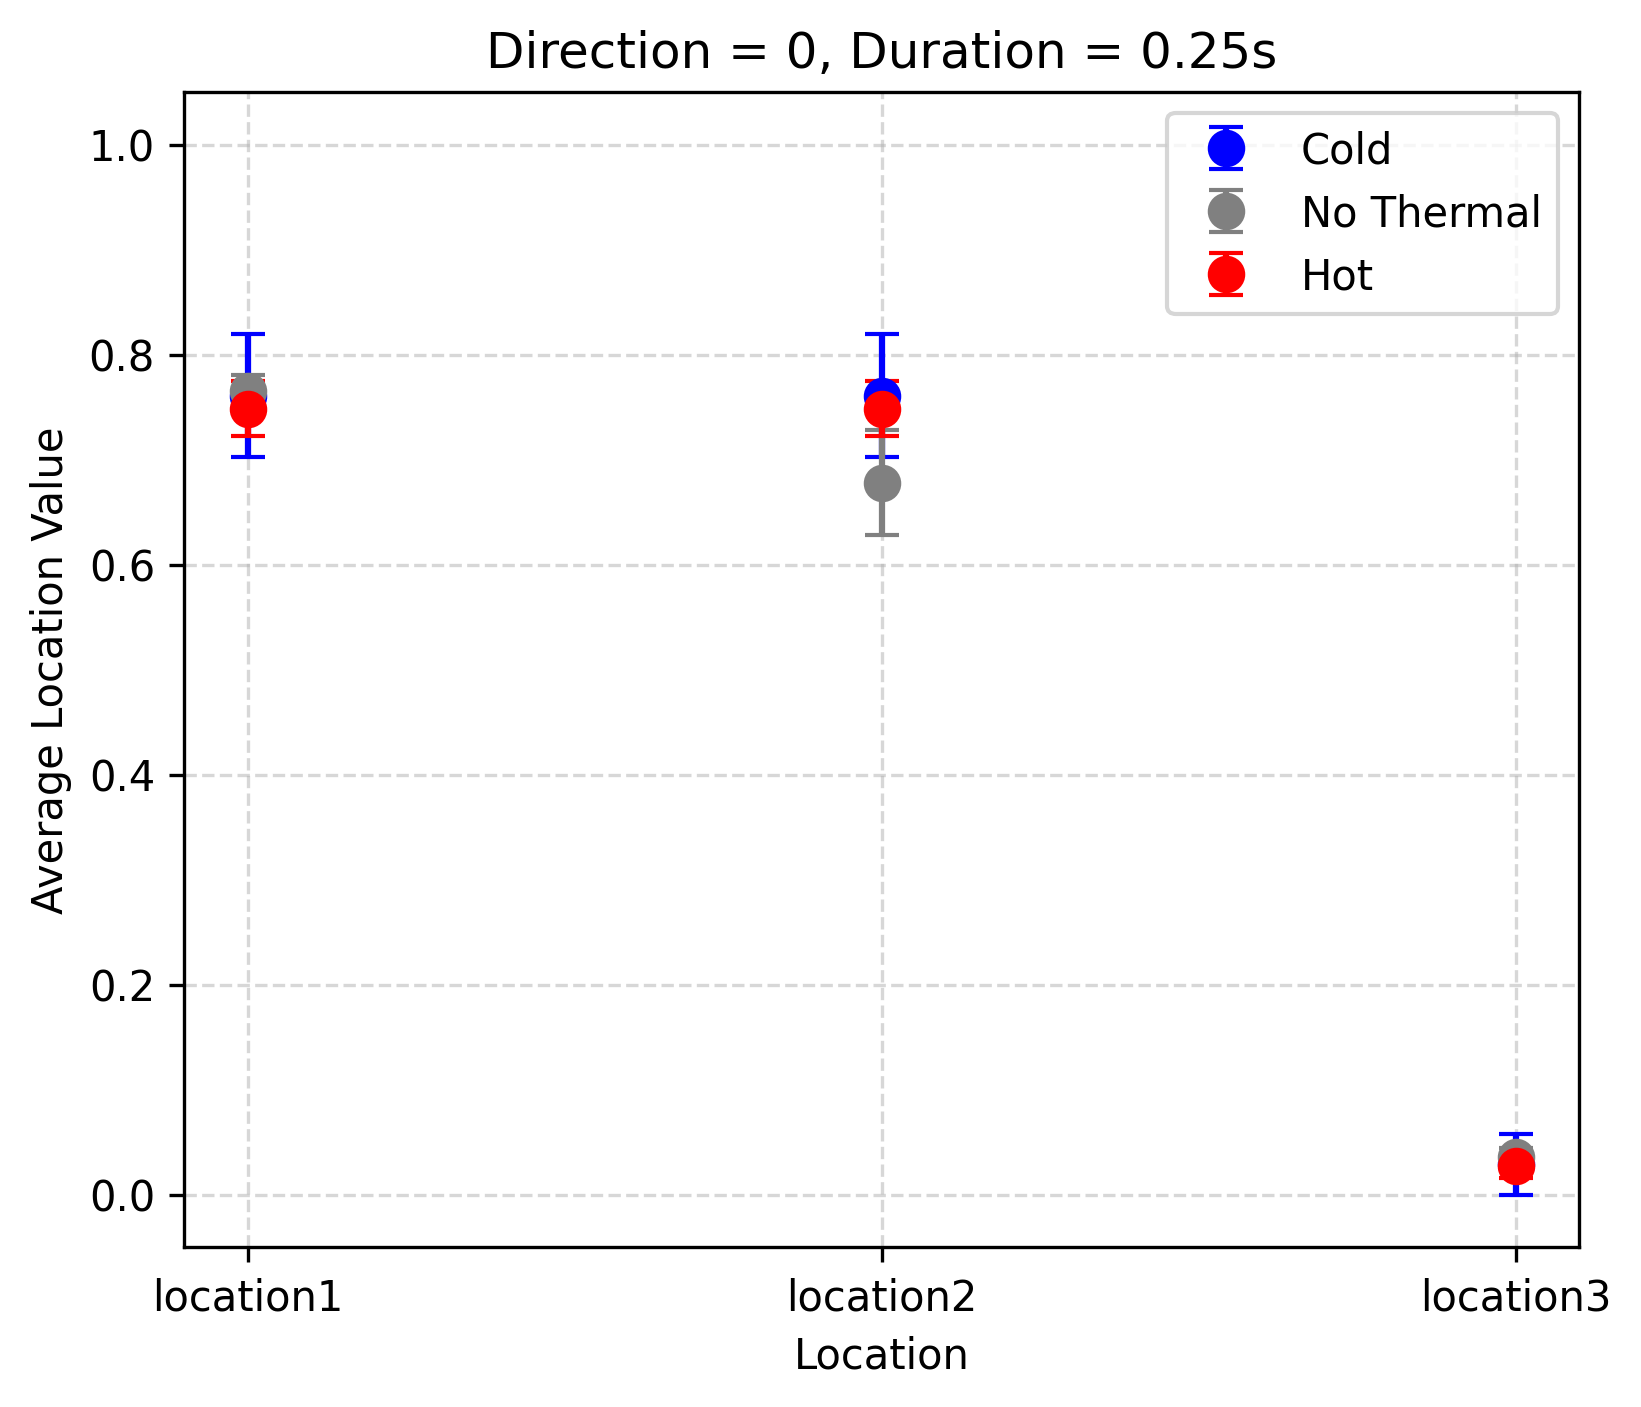 Direction = 0, Duration = 0.25s
Cold
No Thermal
Hot
1.0
0.8
0.6
0.4
0.2
0.0
Average Location Value
location1
location2
location3
Location